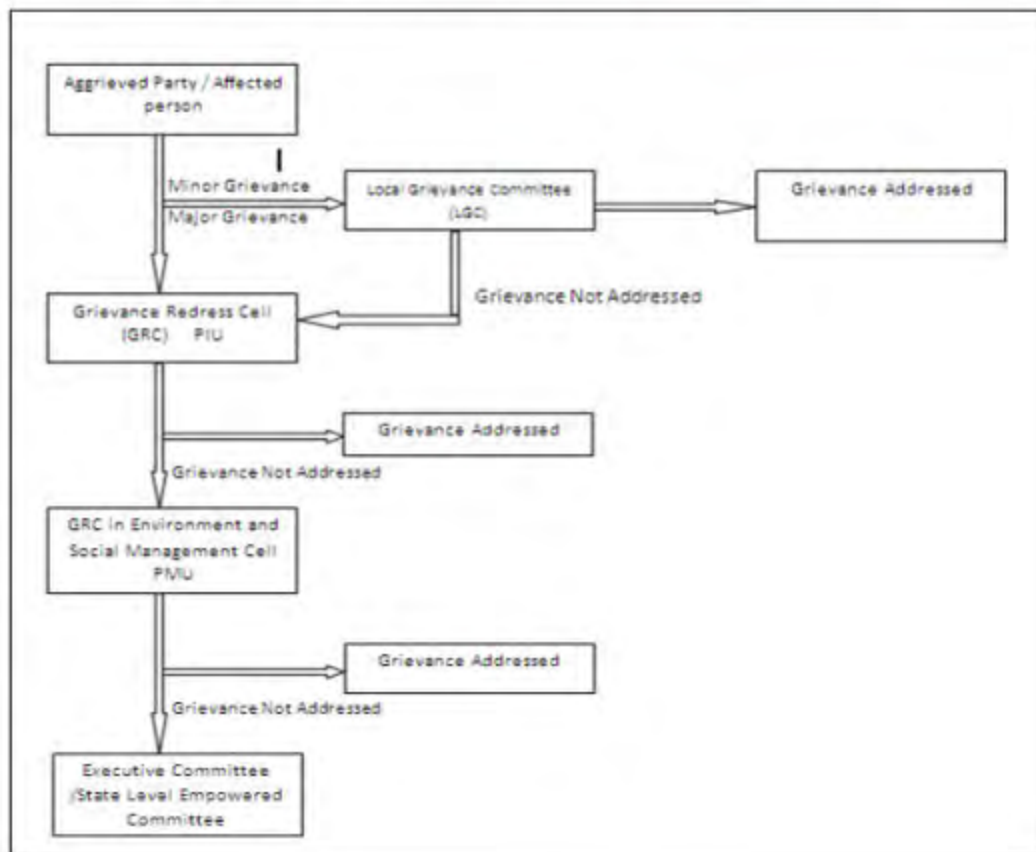 Aggrieved Party / Affected
person
Minor Grievance
Major Grievance
Local Grievance Committee
(LGC)
Grievance Addressed
Grievance Not Addressed
Grievance Redress Cell
(GRC) PIU
Grievance Addressed
Grievance Not Addressed
GRC in Environment and
Social Management Cell
PMU
Grievance Addressed
Grievance Not Addressed
Executive Committee
/State Level Empowered
Committee